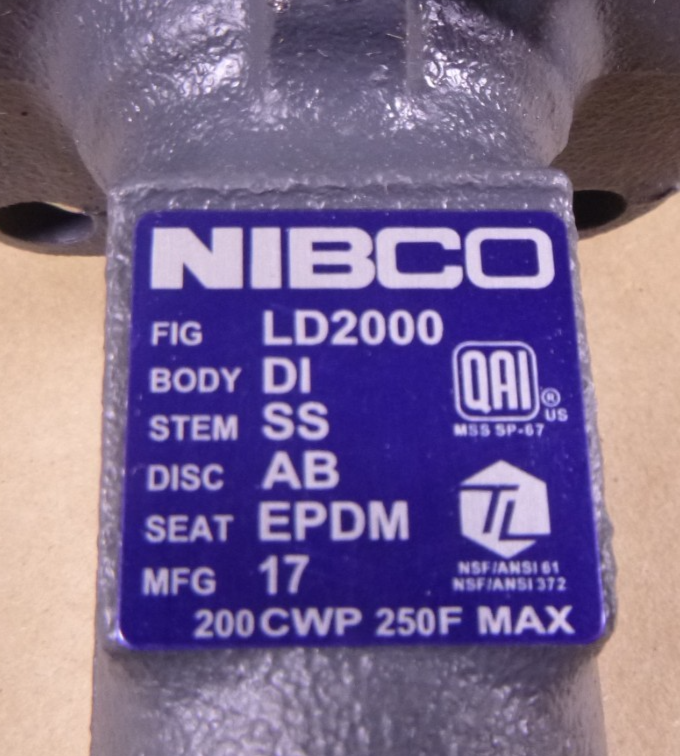 NIBCO
FIG LD2000
BODY DI
QAI ®
US
STEM SS
MSS SP-67
DISC AB
TL
SEAT EPDM
NSF/ANSI 61
MFG 17
NSF/ANSI 372
200 CWP 250F MAX